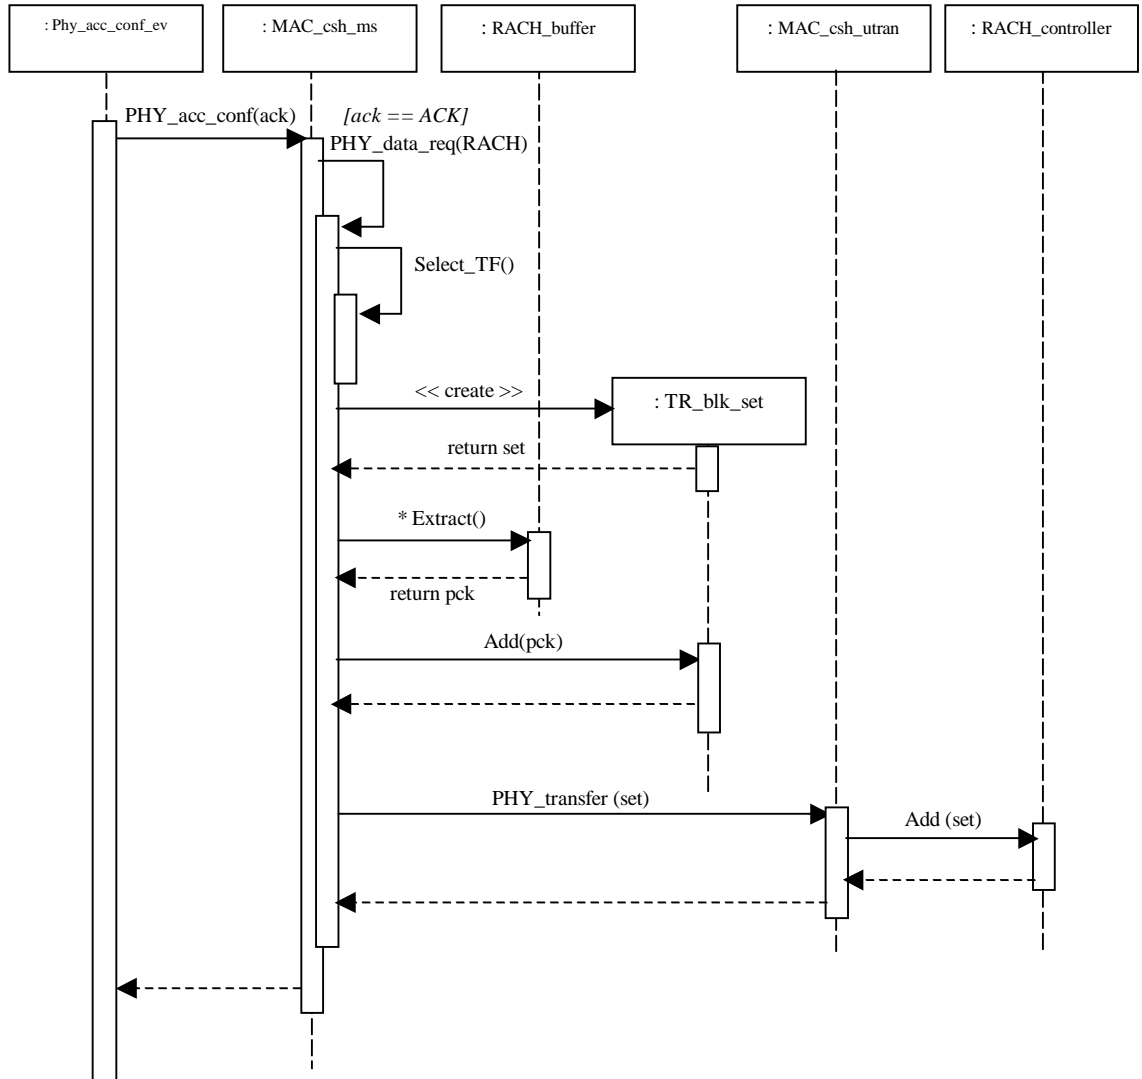 : Phy_acc_conf_ev
: MAC_csh_ms
: RACH_buffer
: MAC_csh_utran
: RACH_controller
PHY_acc_conf(ack)
[ack == ACK]
PHY_data_req(RACH)
Select_TF()
<< create >>
: TR_blk_set
return set
* Extract()
return pck
Add(pck)
PHY_transfer (set)
Add (set)